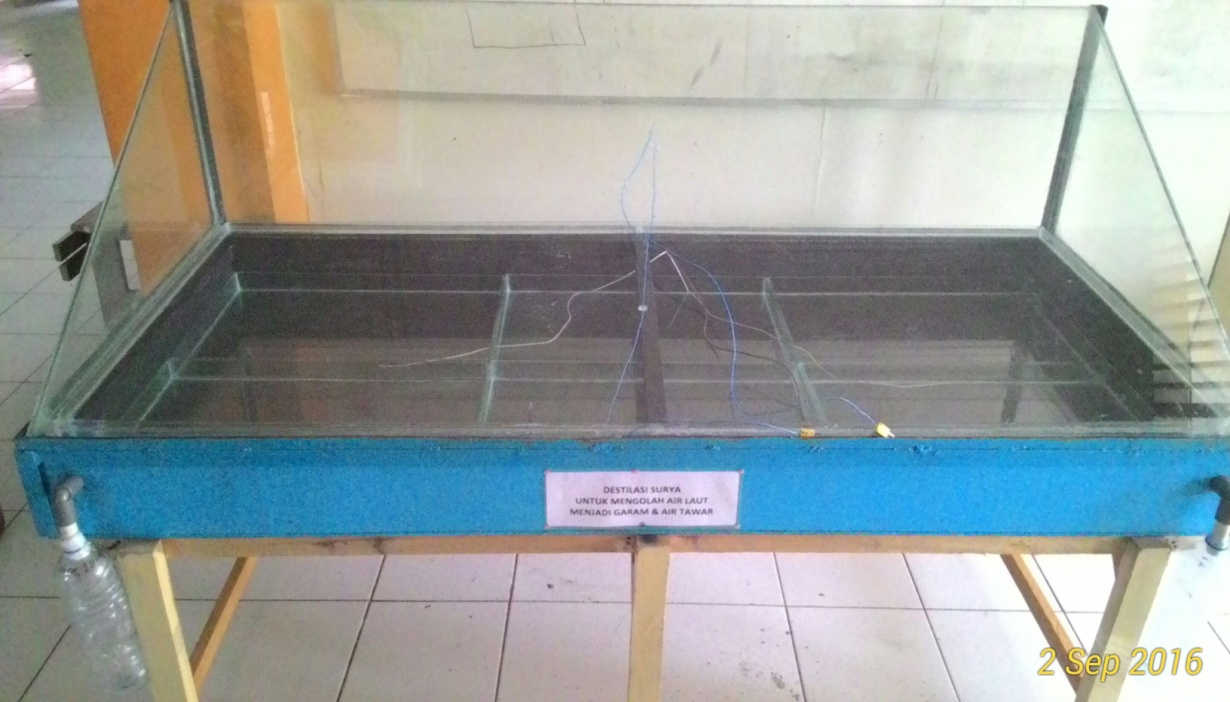 DESTILASI SURYA
UNTUK MENGOLAH AIR LAUT
MENJADI GARAM & AIR TAWAR
2 Sep 2016